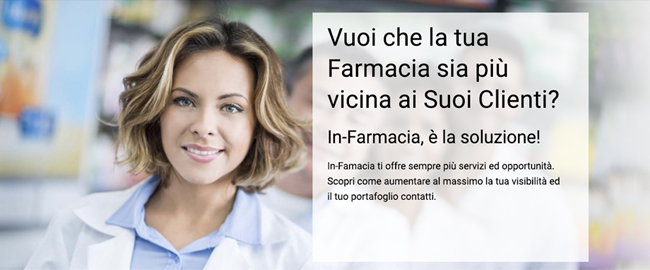 Vuoi che la tua
Farmacia sia più
vicina ai Suoi Clienti?
In-Farmacia, è la soluzione!
In-Famacia ti offre sempre più servizi ed opportunità.
Scopri come aumentare al massimo la tua visibilità ed
il tuo portafoglio contatti.